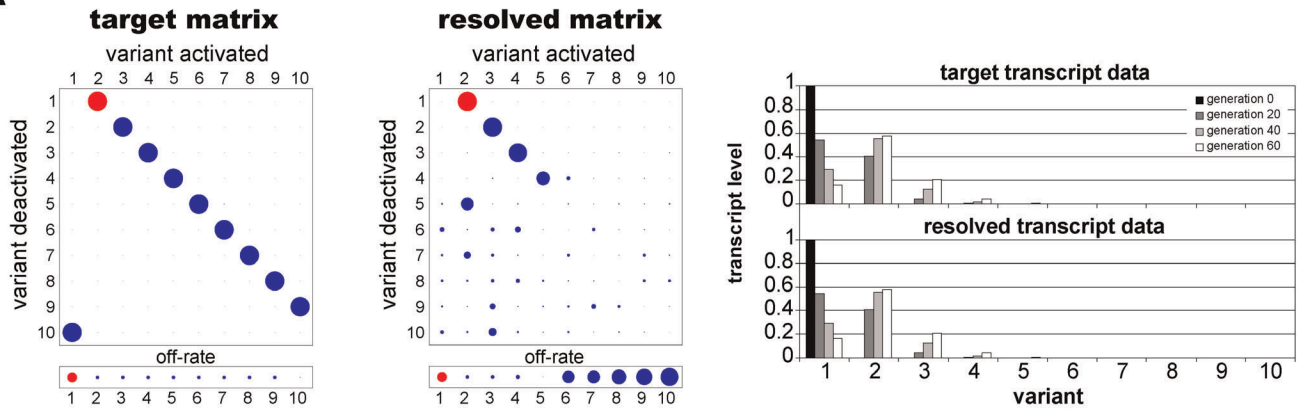 target matrix
variant activated
1 2 3 4 5 6 7 8 9 10
variant deactivated
1
2
3
4
5
6
7
8
9
10
off-rate
1 2 3 4 5 6 7 8 9 10
resolved matrix
variant activated
1 2 3 4 5 6 7 8 9 10
variant deactivated
1
2
3
4
5
6
7
8
9
10
off-rate
1 2 3 4 5 6 7 8 9 10
transcript level
target transcript data
1
0.8
0.6
0.4
0.2
0
generation 0
generation 20
generation 40
generation 60
resolved transcript data
1
0.8
0.6
0.4
0.2
0
1 2 3 4 5 6 7 8 9 10
variant